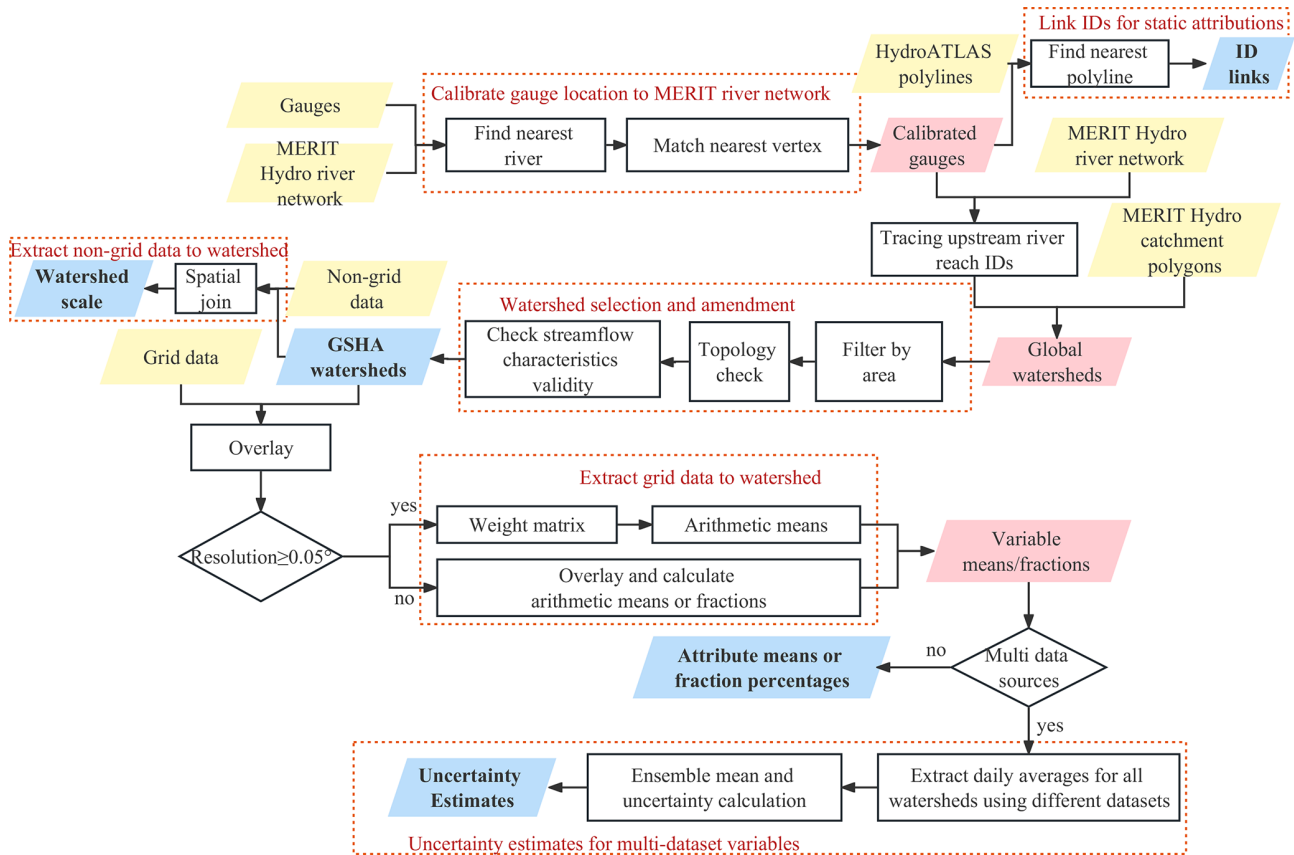 Link IDs for static attributions
HydroATLAS
polylines
Find nearest
polyline
ID
links
Calibrate gauge location to MERIT river network
Gauges
MERIT
Hydro river
network
Find nearest
river
Match nearest vertex
Calibrated
gauges
MERIT Hydro
river network
Tracing upstream river
reach IDs
MERIT Hydro
catchment
polygons
Extract non-grid data to watershed
Watershed
scale
Spatial
join
Non-grid
data
Watershed selection and amendment
Grid data
GSHA
watersheds
Check streamflow
characteristics
validity
Topology
check
Filter by
area
Global
watersheds
Overlay
Extract grid data to watershed
Resolution≥0.05°
yes
Weight matrix
Arithmetic means
no
Overlay and calculate
arithmetic means or fractions
Variable
means/fractions
Attribute means or
fraction percentages
no
Multi data
sources
yes
Uncertainty
Estimates
Ensemble mean and
uncertainty calculation
Extract daily averages for all
watersheds using different datasets
Uncertainty estimates for multi-dataset variables